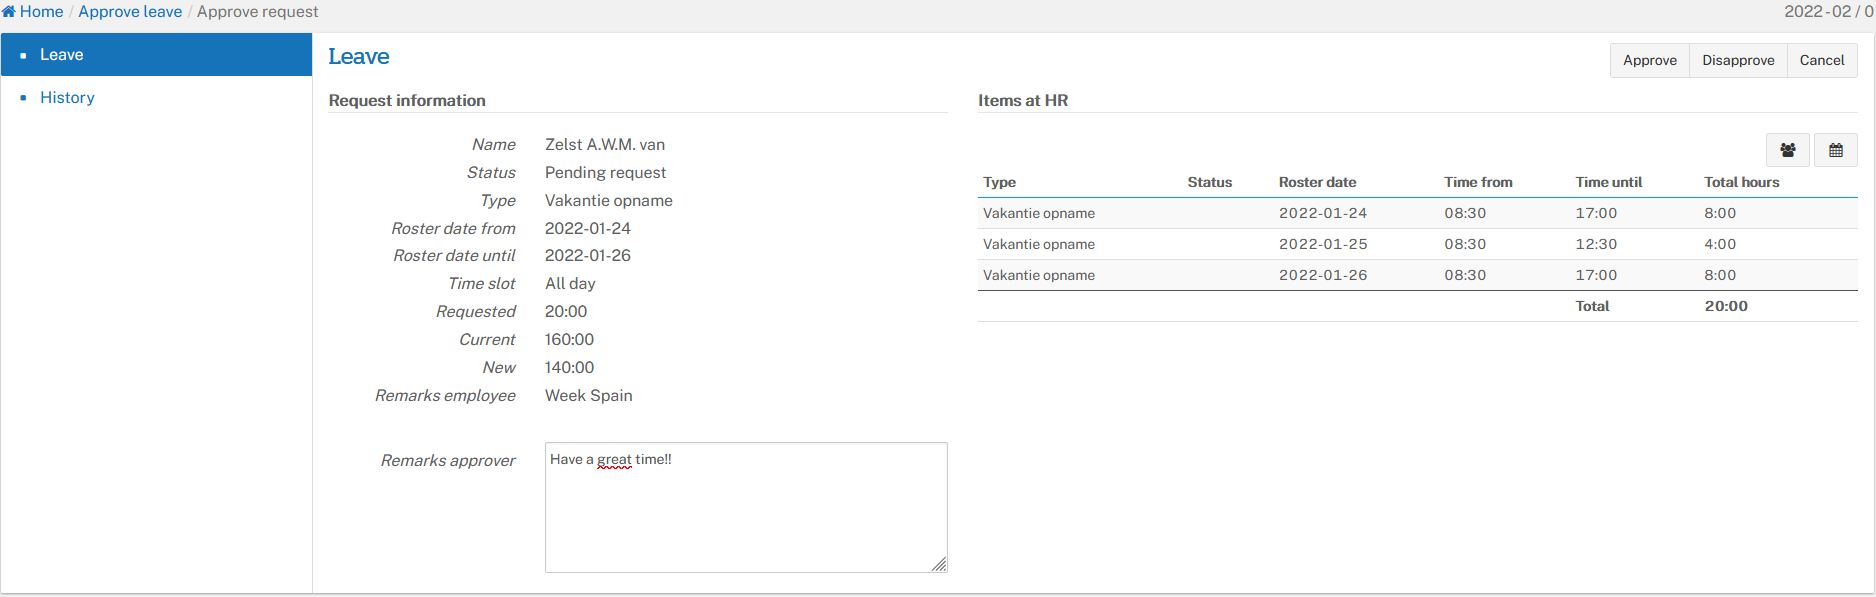 Home / Approve leave / Approve request
2022-02 / 0
Leave
History
Leave
Approve Disapprove Cancel
Request information
Name Zelst A.W.M. van
Status Pending request
Type Vakantie opname
Roster date from 2022-01-24
Roster date until 2022-01-26
Time slot All day
Requested 20:00
Current 160:00
New 140:00
Remarks employee Week Spain
Remarks approver Have a great time!!
Items at HR
Type Status Roster date Time from Time until Total hours
Vakantie opname 2022-01-24 08:30 17:00 8:00
Vakantie opname 2022-01-25 08:30 12:30 4:00
Vakantie opname 2022-01-26 08:30 17:00 8:00
Total 20:00